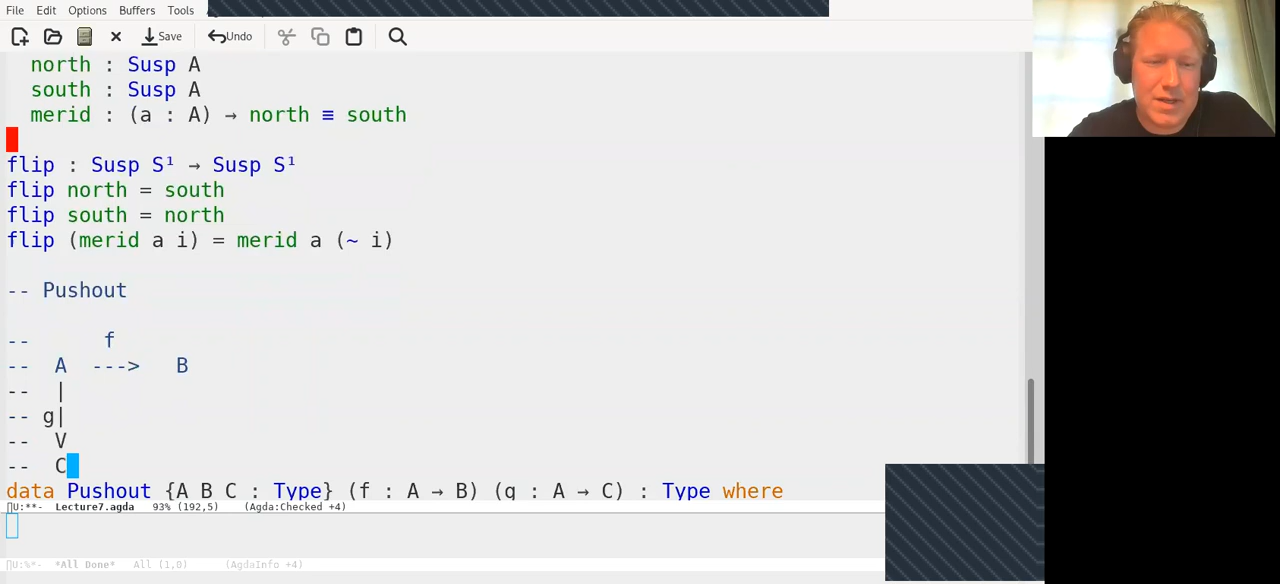 File Edit Options Buffers Tools
Save Undo
north : Susp A
south : Susp A
merid : (a : A) → north ≡ south
flip : Susp S¹ → Susp S¹
flip north = south
flip south = north
flip (merid a i) = merid a (~ i)
-- Pushout
-- f
-- A ---> B
-- |
-- g|
-- V
-- C
data Pushout {A B C : Type} (f : A → B) (g : A → C) : Type where
U:**- Lecture7.agda 93% (192,5) (Agda:Checked +4)
U:%*- *All Done* All (1,0) (AgdaInfo +4)